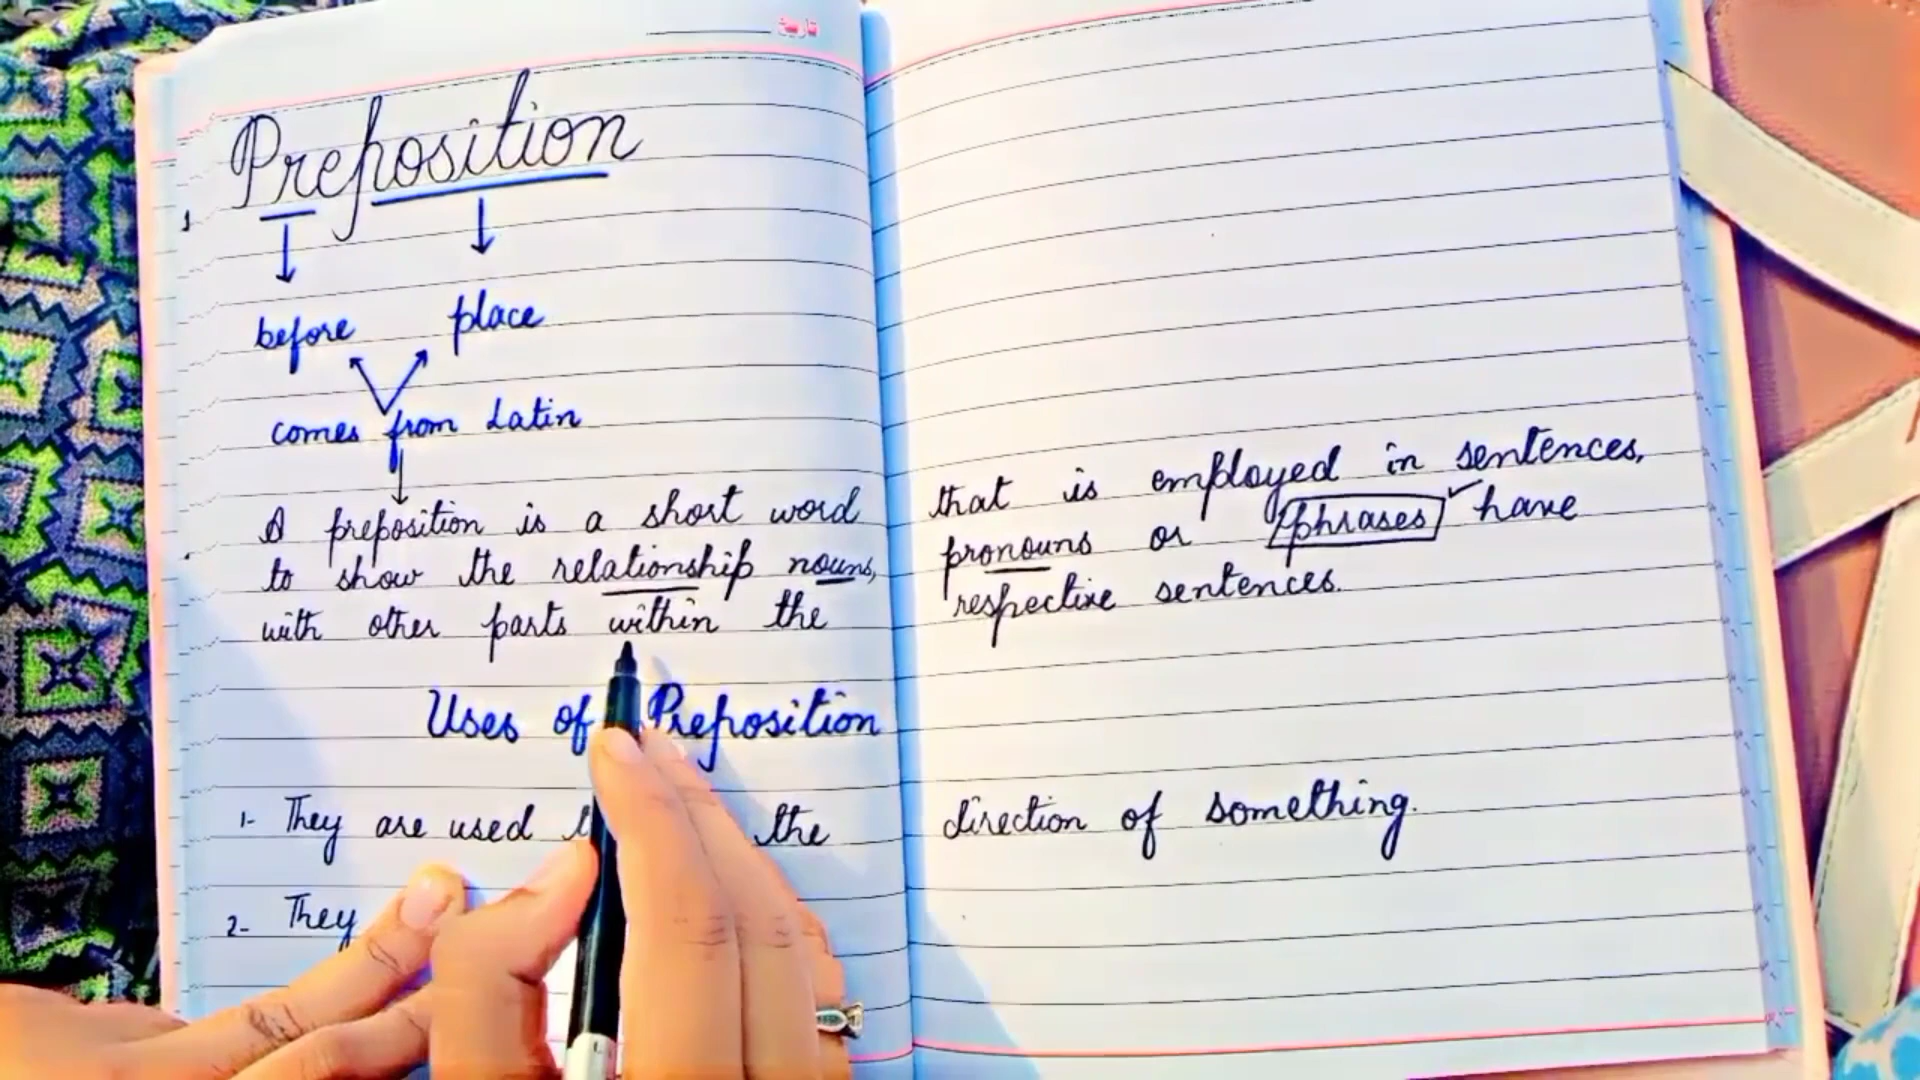 تاریخ
Preposition
before place
comes from Latin
A preposition is a short word that is employed in sentences,
to show the relationship nouns, pronouns or phrases have
with other parts within the respective sentences.
Uses of Preposition
1- They are used the direction of something.
2- They